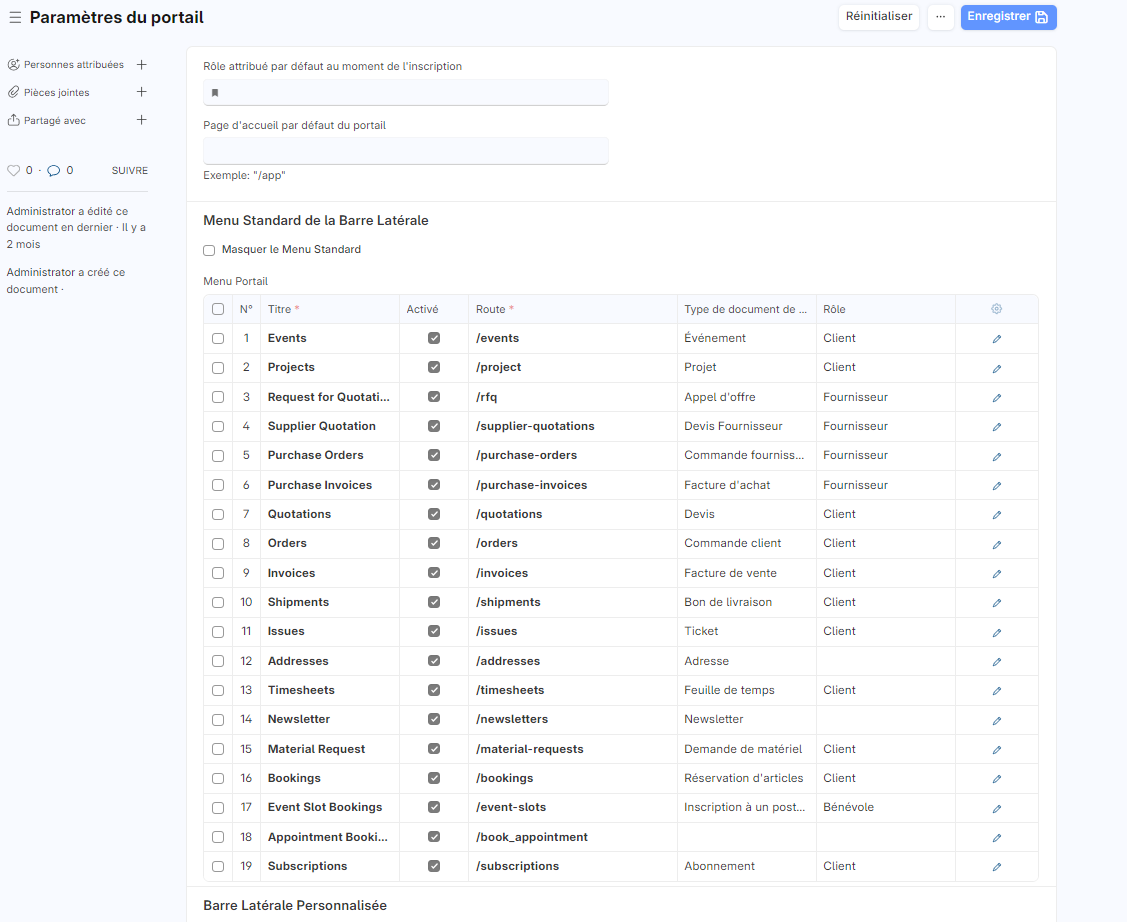 Paramètres du portail
Réinitialiser
...
Enregistrer
Personnes attribuées
Pièces jointes
Partagé avec
0 · 0 SUIVRE
Administrator a édité ce
document en dernier · Il y a
2 mois
Administrator a créé ce
document ·
Rôle attribué par défaut au moment de l'inscription
Page d'accueil par défaut du portail
Exemple: "/app"
Menu Standard de la Barre Latérale
Masquer le Menu Standard
Menu Portail
N° Titre * Activé Route * Type de document de ... Rôle
1 Events /events Événement Client
2 Projects /project Projet Client
3 Request for Quotati... /rfq Appel d'offre Fournisseur
4 Supplier Quotation /supplier-quotations Devis Fournisseur Fournisseur
5 Purchase Orders /purchase-orders Commande fourniss... Fournisseur
6 Purchase Invoices /purchase-invoices Facture d'achat Fournisseur
7 Quotations /quotations Devis Client
8 Orders /orders Commande client Client
9 Invoices /invoices Facture de vente Client
10 Shipments /shipments Bon de livraison Client
11 Issues /issues Ticket Client
12 Addresses /addresses Adresse
13 Timesheets /timesheets Feuille de temps Client
14 Newsletter /newsletters Newsletter
15 Material Request /material-requests Demande de matériel Client
16 Bookings /bookings Réservation d'articles Client
17 Event Slot Bookings /event-slots Inscription à un post... Bénévole
18 Appointment Booki... /book_appointment
19 Subscriptions /subscriptions Abonnement Client
Barre Latérale Personnalisée